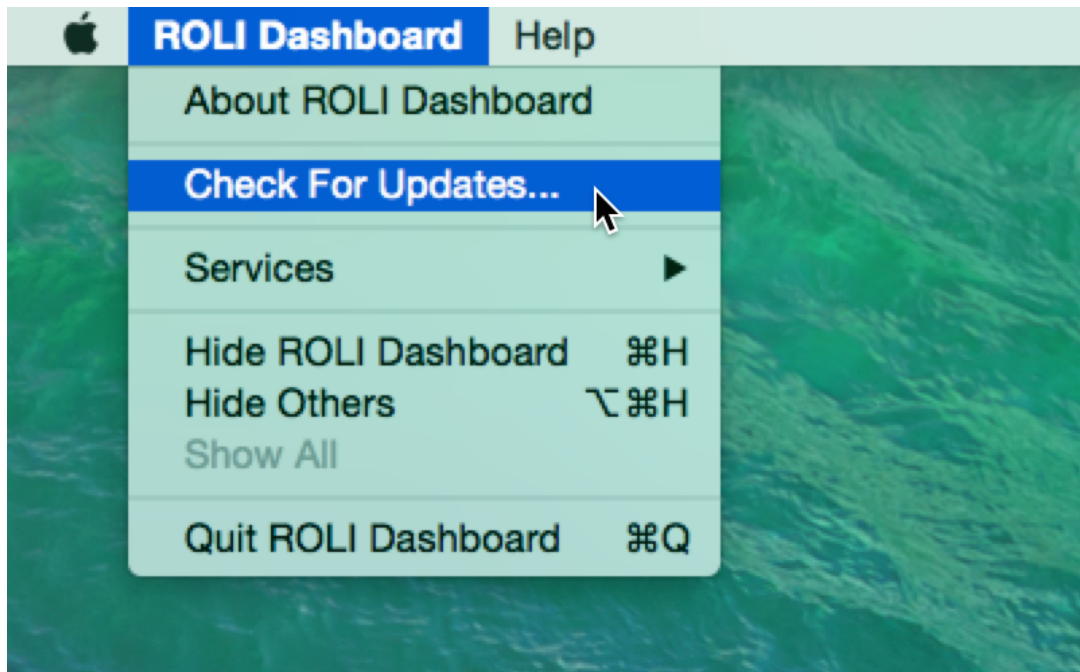 ROLI Dashboard Help
About ROLI Dashboard
Check For Updates...
Services ▶
Hide ROLI Dashboard ⌘H
Hide Others ⌥⌘H
Show All
Quit ROLI Dashboard ⌘Q